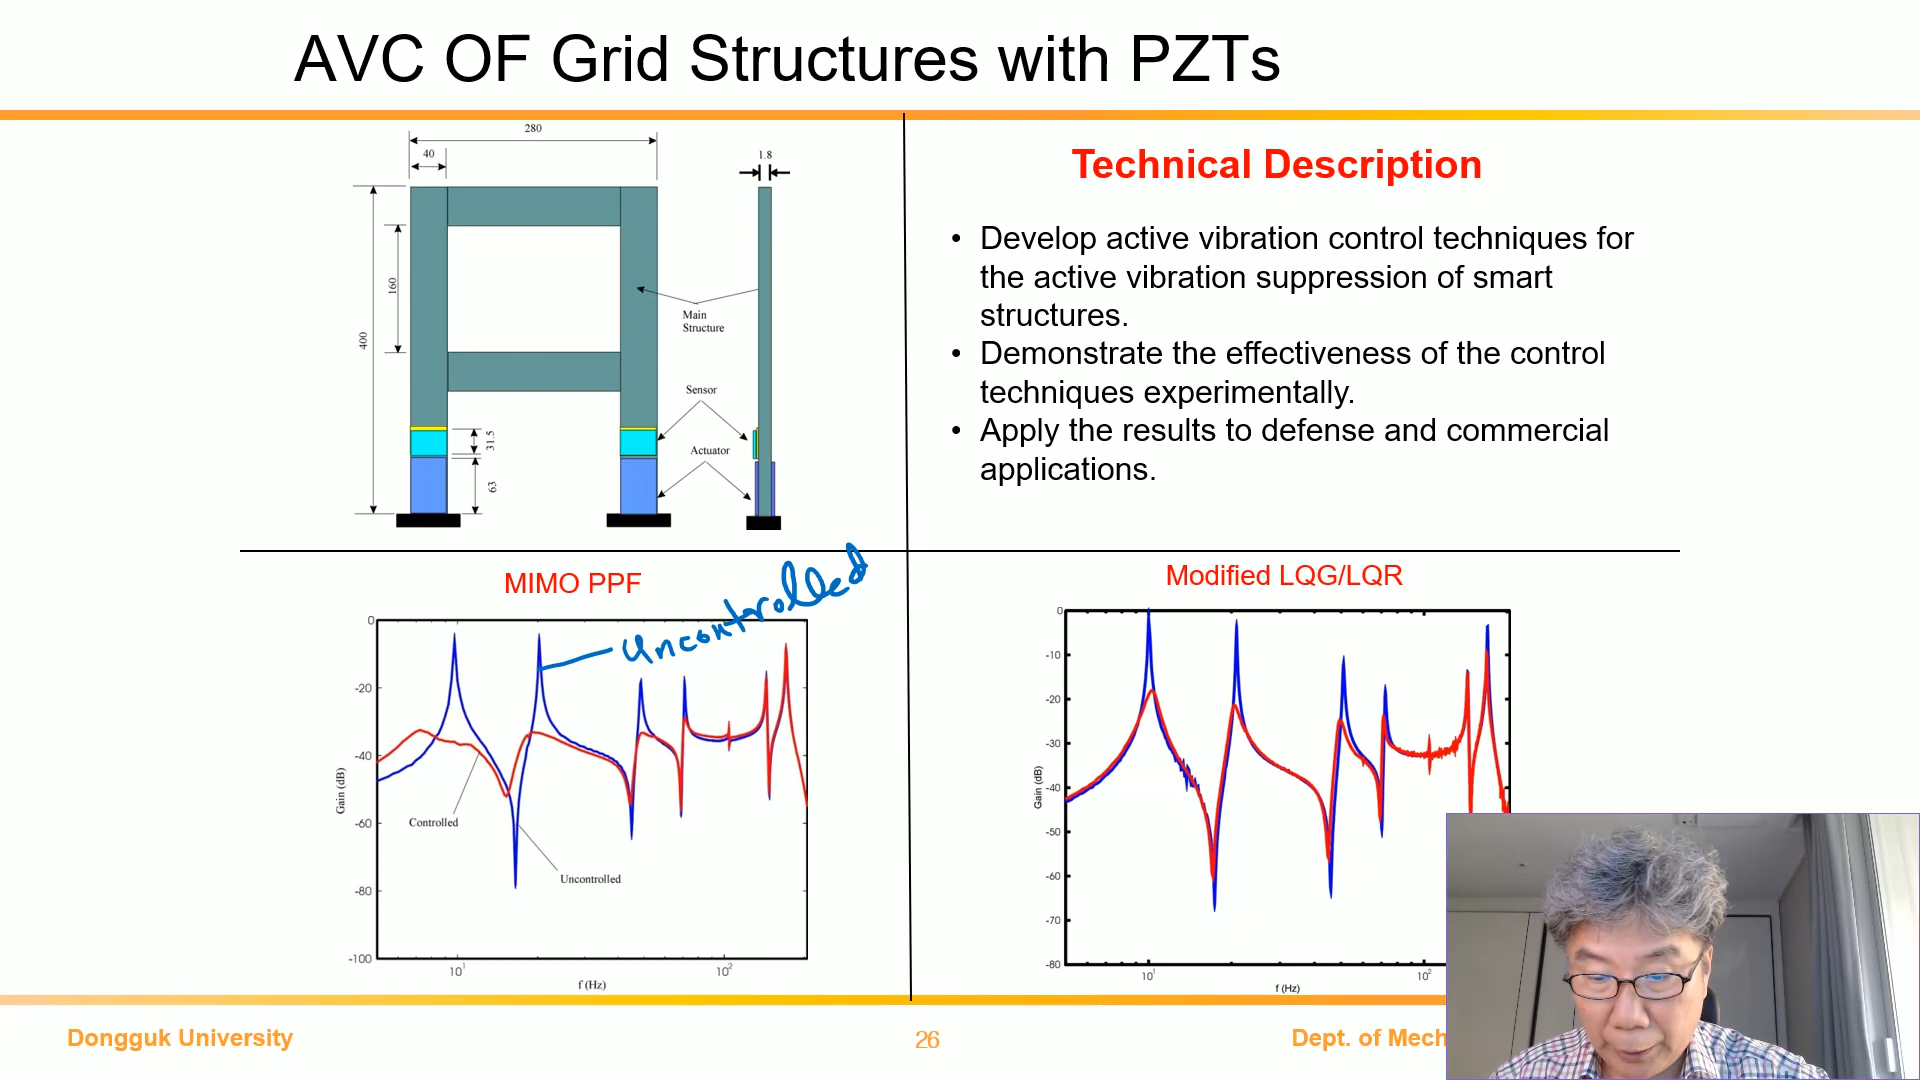 AVC OF Grid Structures with PZTs
280
40
1.8
160
400
Main
Structure
Sensor
31.5
Actuator
63
Technical Description
• Develop active vibration control techniques for
the active vibration suppression of smart
structures.
• Demonstrate the effectiveness of the control
techniques experimentally.
• Apply the results to defense and commercial
applications.
MIMO PPF
uncontrolled
0
-20
-40
-60
-80
-100
Gain (dB)
Controlled
Uncontrolled
10¹
10²
f (Hz)
Modified LQG/LQR
0
-10
-20
-30
-40
-50
-60
-70
-80
Gain (dB)
10¹
10²
f (Hz)
Dongguk University
26
Dept. of Mech